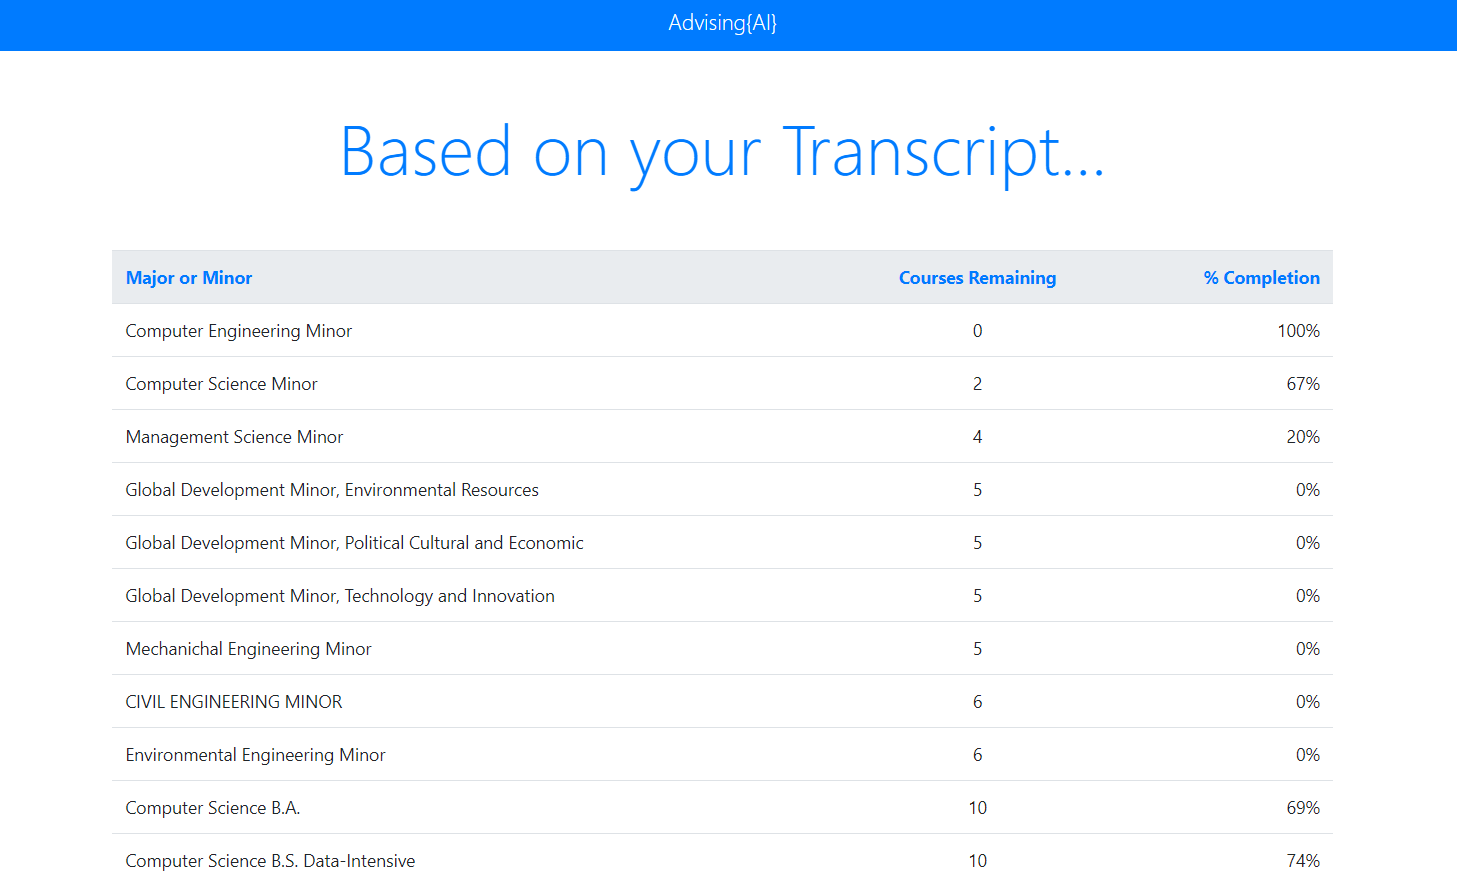 Advising{AI}
Based on your Transcript...
Major or Minor Courses Remaining % Completion
Computer Engineering Minor 0 100%
Computer Science Minor 2 67%
Management Science Minor 4 20%
Global Development Minor, Environmental Resources 5 0%
Global Development Minor, Political Cultural and Economic 5 0%
Global Development Minor, Technology and Innovation 5 0%
Mechanichal Engineering Minor 5 0%
CIVIL ENGINEERING MINOR 6 0%
Environmental Engineering Minor 6 0%
Computer Science B.A. 10 69%
Computer Science B.S. Data-Intensive 10 74%